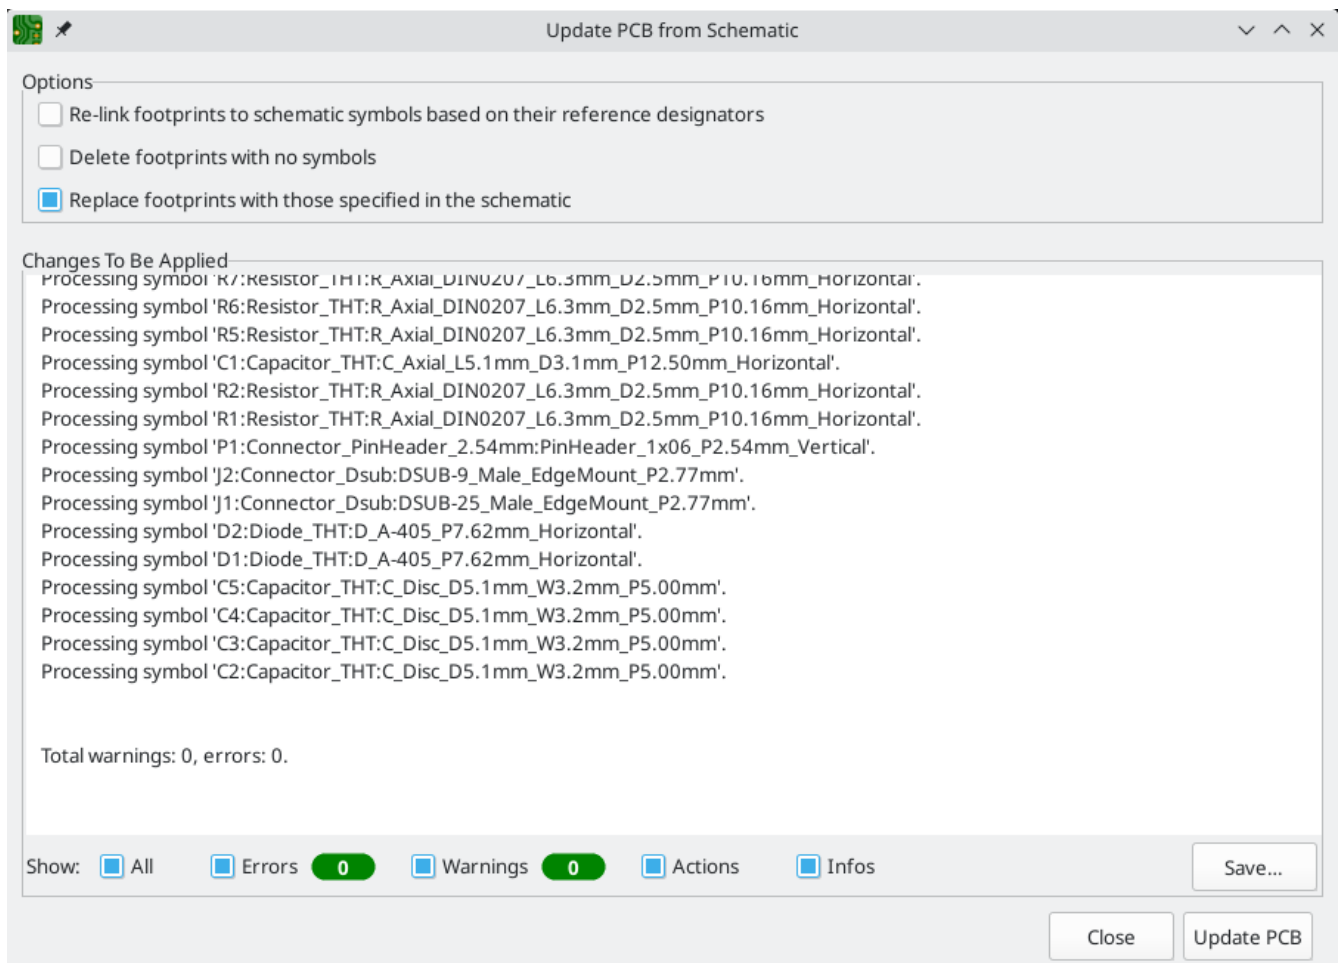 Update PCB from Schematic
Options
Re-link footprints to schematic symbols based on their reference designators
Delete footprints with no symbols
Replace footprints with those specified in the schematic
Changes To Be Applied
Processing symbol 'R7:Resistor_THT:R_Axial_DIN0207_L6.3mm_D2.5mm_P10.16mm_Horizontal'.
Processing symbol 'R6:Resistor_THT:R_Axial_DIN0207_L6.3mm_D2.5mm_P10.16mm_Horizontal'.
Processing symbol 'R5:Resistor_THT:R_Axial_DIN0207_L6.3mm_D2.5mm_P10.16mm_Horizontal'.
Processing symbol 'C1:Capacitor_THT:C_Axial_L5.1mm_D3.1mm_P12.50mm_Horizontal'.
Processing symbol 'R2:Resistor_THT:R_Axial_DIN0207_L6.3mm_D2.5mm_P10.16mm_Horizontal'.
Processing symbol 'R1:Resistor_THT:R_Axial_DIN0207_L6.3mm_D2.5mm_P10.16mm_Horizontal'.
Processing symbol 'P1:Connector_PinHeader_2.54mm:PinHeader_1x06_P2.54mm_Vertical'.
Processing symbol 'J2:Connector_Dsub:DSUB-9_Male_EdgeMount_P2.77mm'.
Processing symbol 'J1:Connector_Dsub:DSUB-25_Male_EdgeMount_P2.77mm'.
Processing symbol 'D2:Diode_THT:D_A-405_P7.62mm_Horizontal'.
Processing symbol 'D1:Diode_THT:D_A-405_P7.62mm_Horizontal'.
Processing symbol 'C5:Capacitor_THT:C_Disc_D5.1mm_W3.2mm_P5.00mm'.
Processing symbol 'C4:Capacitor_THT:C_Disc_D5.1mm_W3.2mm_P5.00mm'.
Processing symbol 'C3:Capacitor_THT:C_Disc_D5.1mm_W3.2mm_P5.00mm'.
Processing symbol 'C2:Capacitor_THT:C_Disc_D5.1mm_W3.2mm_P5.00mm'.
Total warnings: 0, errors: 0.
Show: All Errors 0 Warnings 0 Actions Infos Save...
Close Update PCB